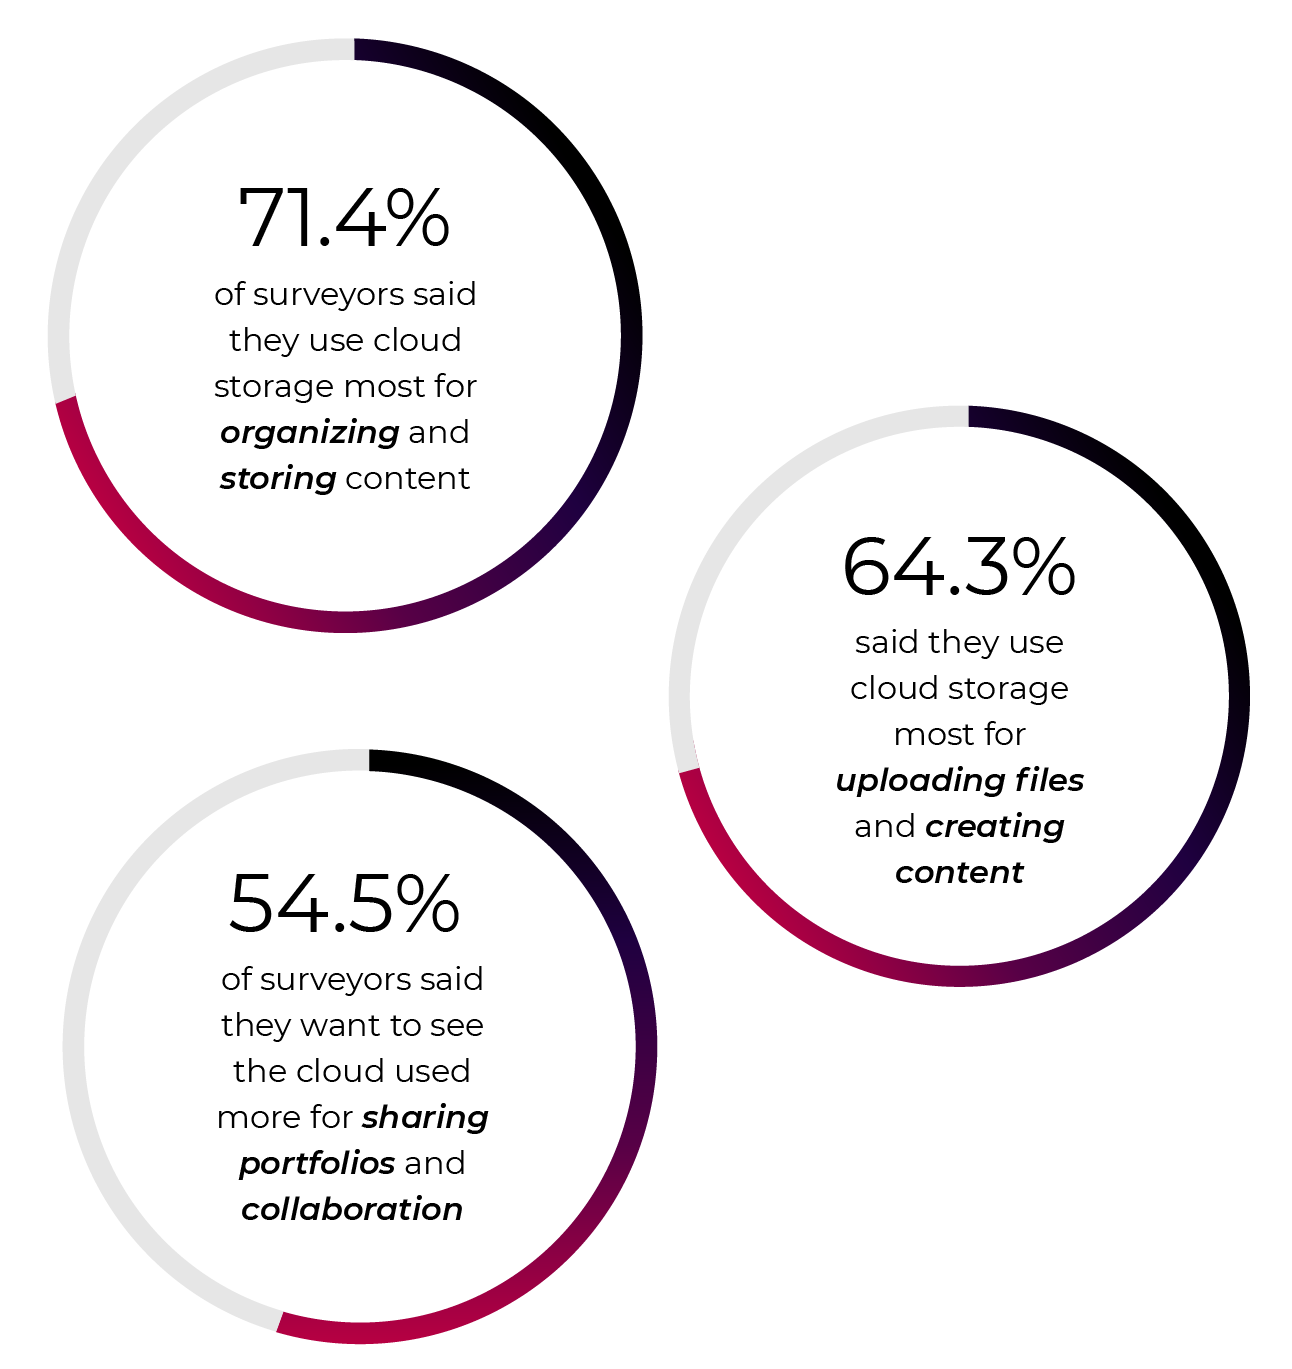 71.4%
of surveyors said
they use cloud
storage most for
organizing and
storing content
64.3%
said they use
cloud storage
most for
uploading files
and creating
content
54.5%
of surveyors said
they want to see
the cloud used
more for sharing
portfolios and
collaboration